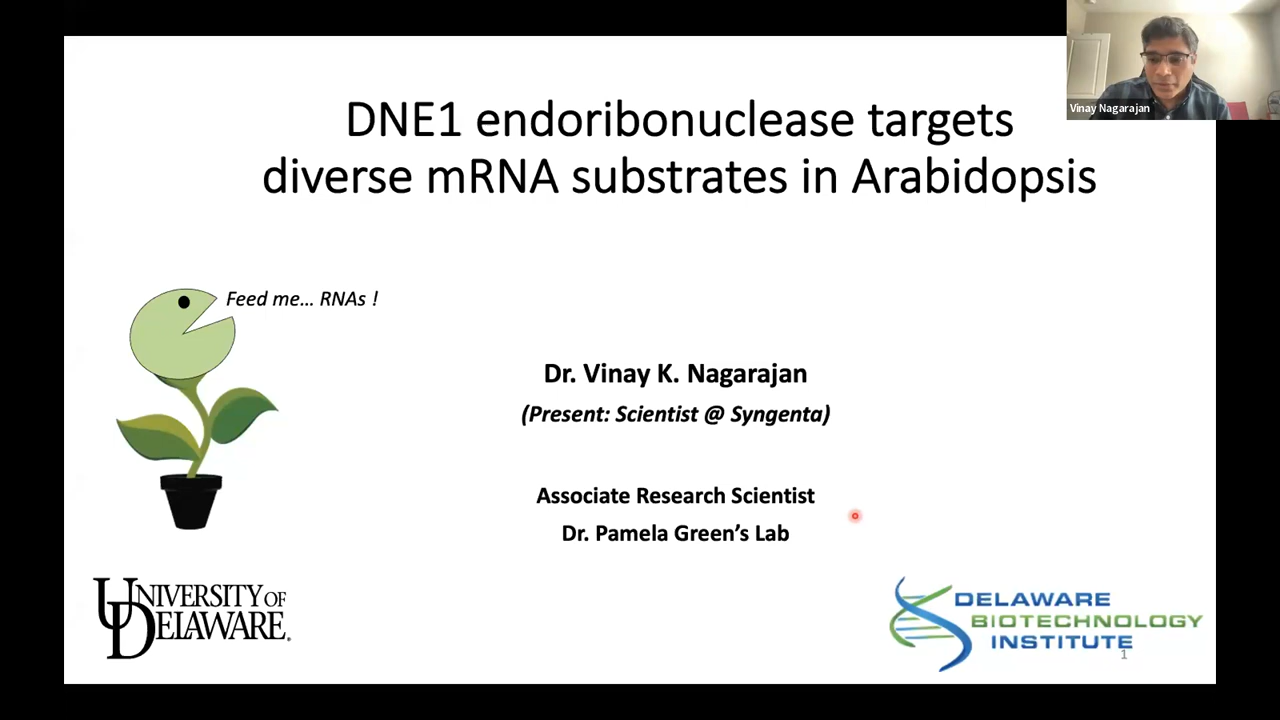 Vinay Nagarajan
DNE1 endoribonuclease targets
diverse mRNA substrates in Arabidopsis
Feed me... RNAs !
Dr. Vinay K. Nagarajan
(Present: Scientist @ Syngenta)
Associate Research Scientist
Dr. Pamela Green’s Lab
UNIVERSITY OF
DELAWARE
DELAWARE
BIOTECHNOLOGY
INSTITUTE
1